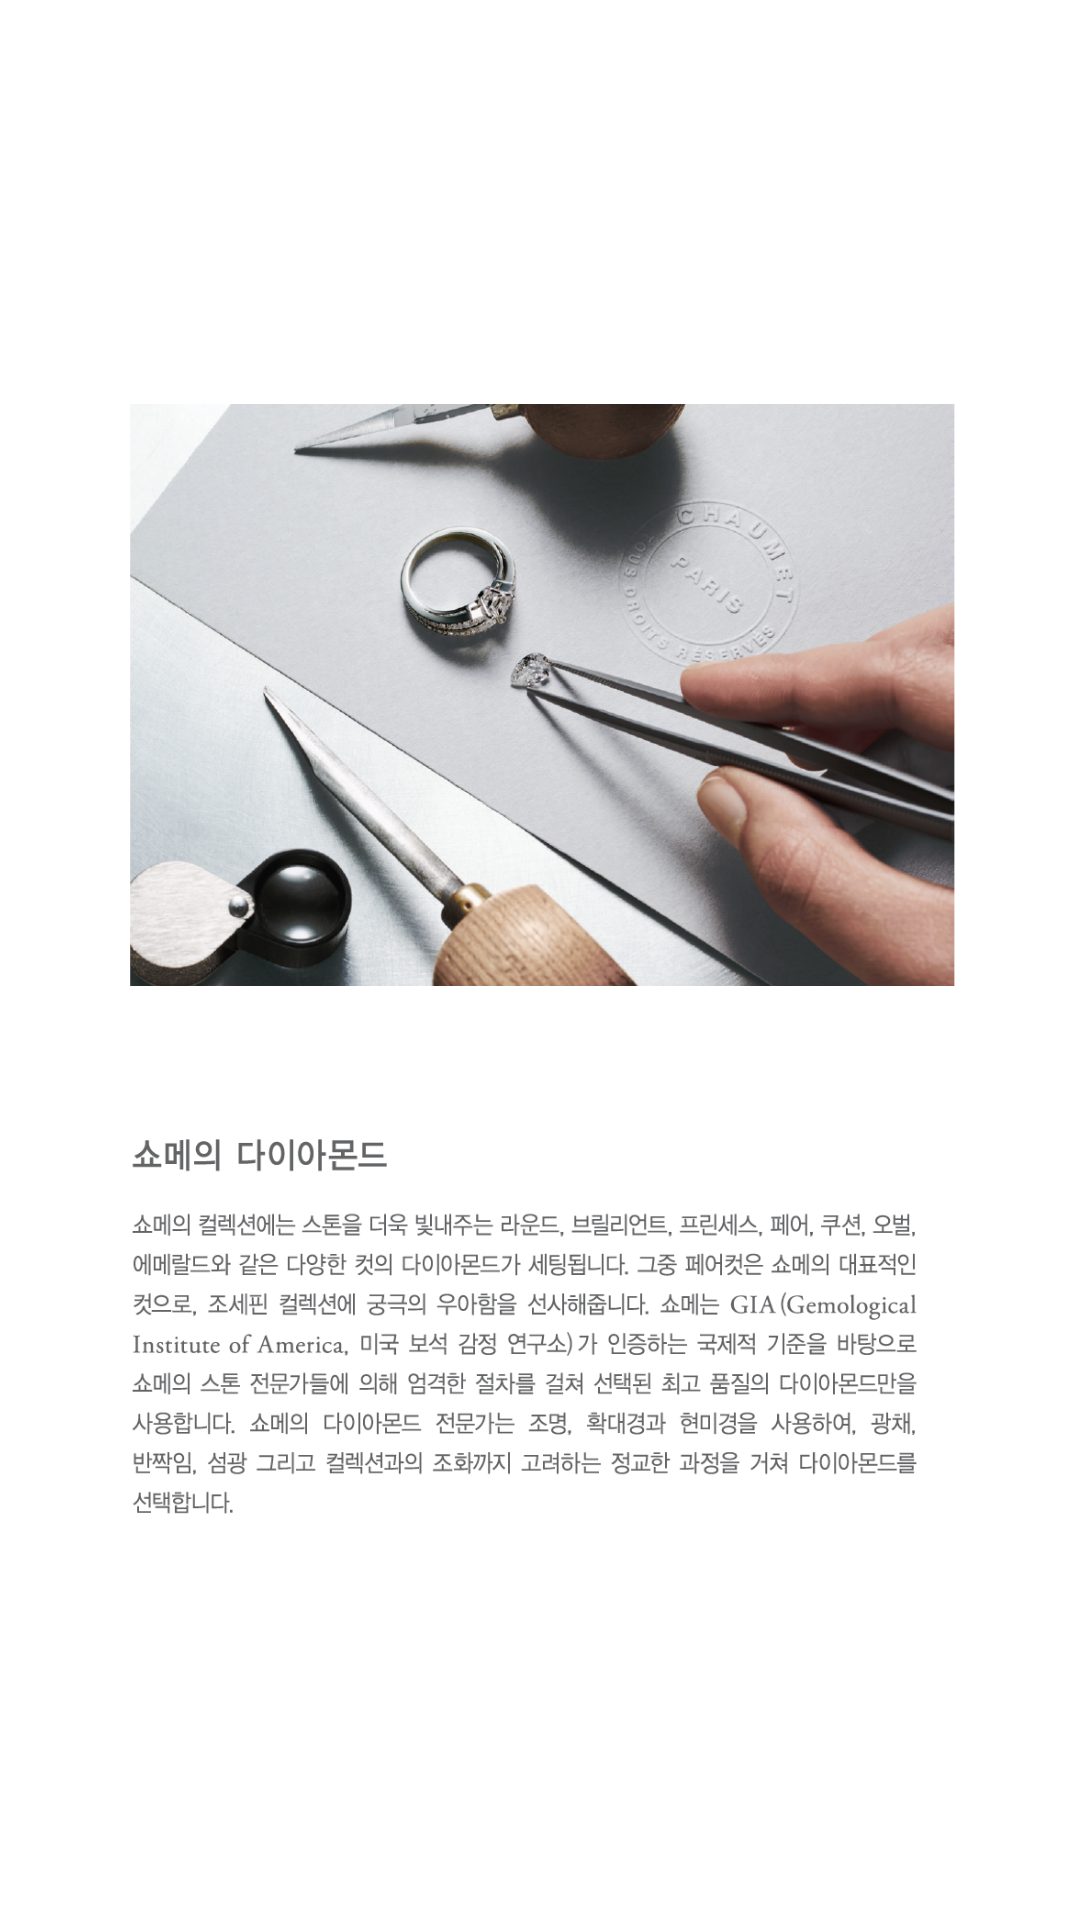 CHAUMET
PARIS
TOUS DROITS RÉSERVÉS
쇼메의 다이아몬드
쇼메의 컬렉션에는 스톤을 더욱 빛내주는 라운드, 브릴리언트, 프린세스, 페어, 쿠션, 오벌,
에메랄드와 같은 다양한 컷의 다이아몬드가 세팅됩니다. 그중 페어컷은 쇼메의 대표적인
컷으로, 조세핀 컬렉션에 궁극의 우아함을 선사해줍니다. 쇼메는 GIA (Gemological
Institute of America, 미국 보석 감정 연구소) 가 인증하는 국제적 기준을 바탕으로
쇼메의 스톤 전문가들에 의해 엄격한 절차를 걸쳐 선택된 최고 품질의 다이아몬드만을
사용합니다. 쇼메의 다이아몬드 전문가는 조명, 확대경과 현미경을 사용하여, 광채,
반짝임, 섬광 그리고 컬렉션과의 조화까지 고려하는 정교한 과정을 거쳐 다이아몬드를
선택합니다.